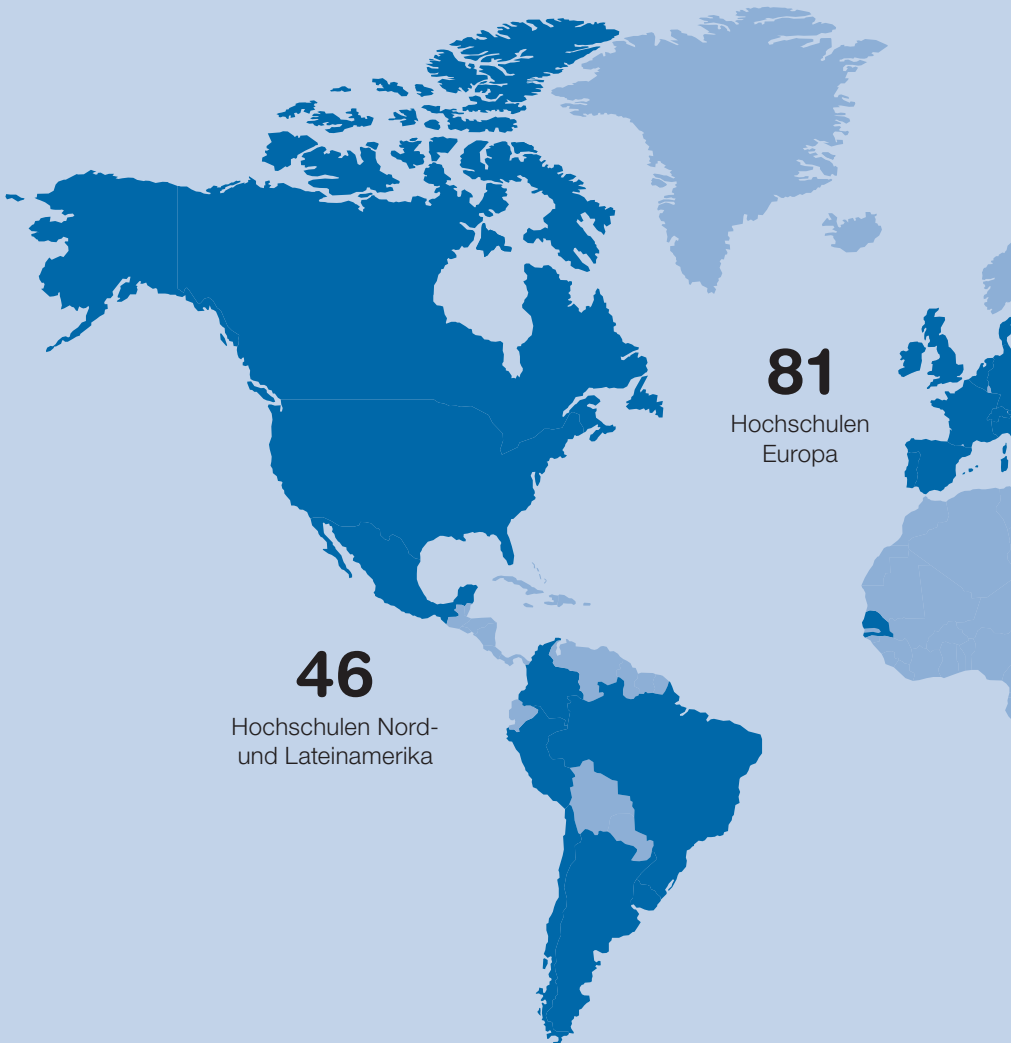 81
Hochschulen
Europa
46
Hochschulen Nord-
und Lateinamerika